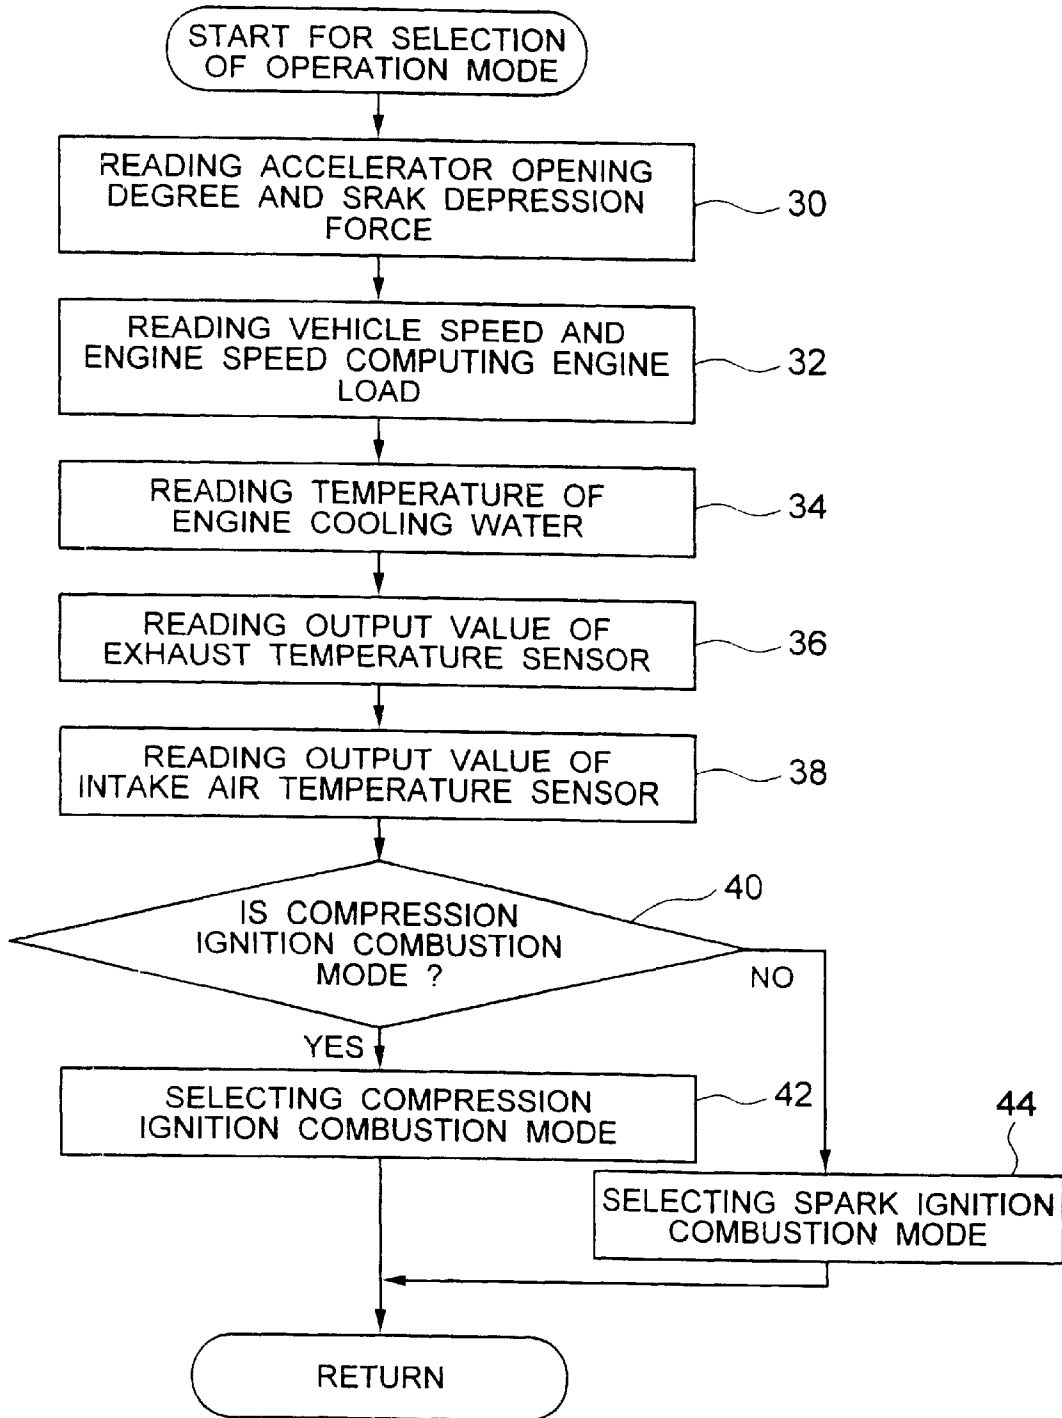 START FOR SELECTION
OF OPERATION MODE
READING ACCELERATOR OPENING
DEGREE AND SRAK DEPRESSION
FORCE
30
READING VEHICLE SPEED AND
ENGINE SPEED COMPUTING ENGINE
LOAD
32
READING TEMPERATURE OF
ENGINE COOLING WATER
34
READING OUTPUT VALUE OF
EXHAUST TEMPERATURE SENSOR
36
READING OUTPUT VALUE OF
INTAKE AIR TEMPERATURE SENSOR
38
IS COMPRESSION
IGNITION COMBUSTION
MODE ?
40
NO
YES
SELECTING COMPRESSION
IGNITION COMBUSTION MODE
42
44
SELECTING SPARK IGNITION
COMBUSTION MODE
RETURN